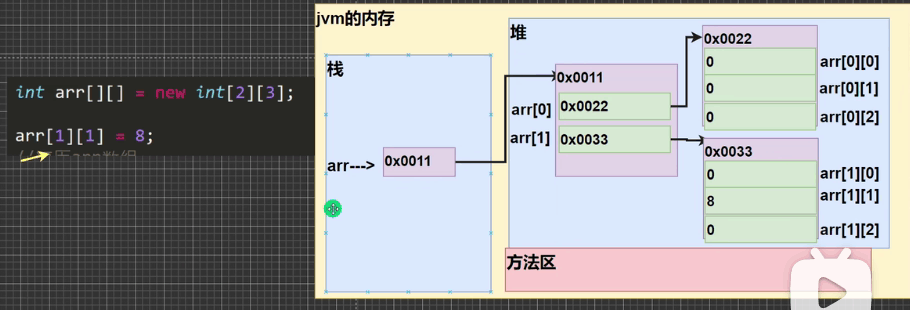 int arr[][] = new int[2][3];
arr[1][1] = 8;
jvm的内存
栈
arr--->
0x0011
堆
0x0011
arr[0]
0x0022
arr[1]
0x0033
0x0022
0
arr[0][0]
0
arr[0][1]
0
arr[0][2]
0x0033
0
arr[1][0]
8
arr[1][1]
0
arr[1][2]
方法区